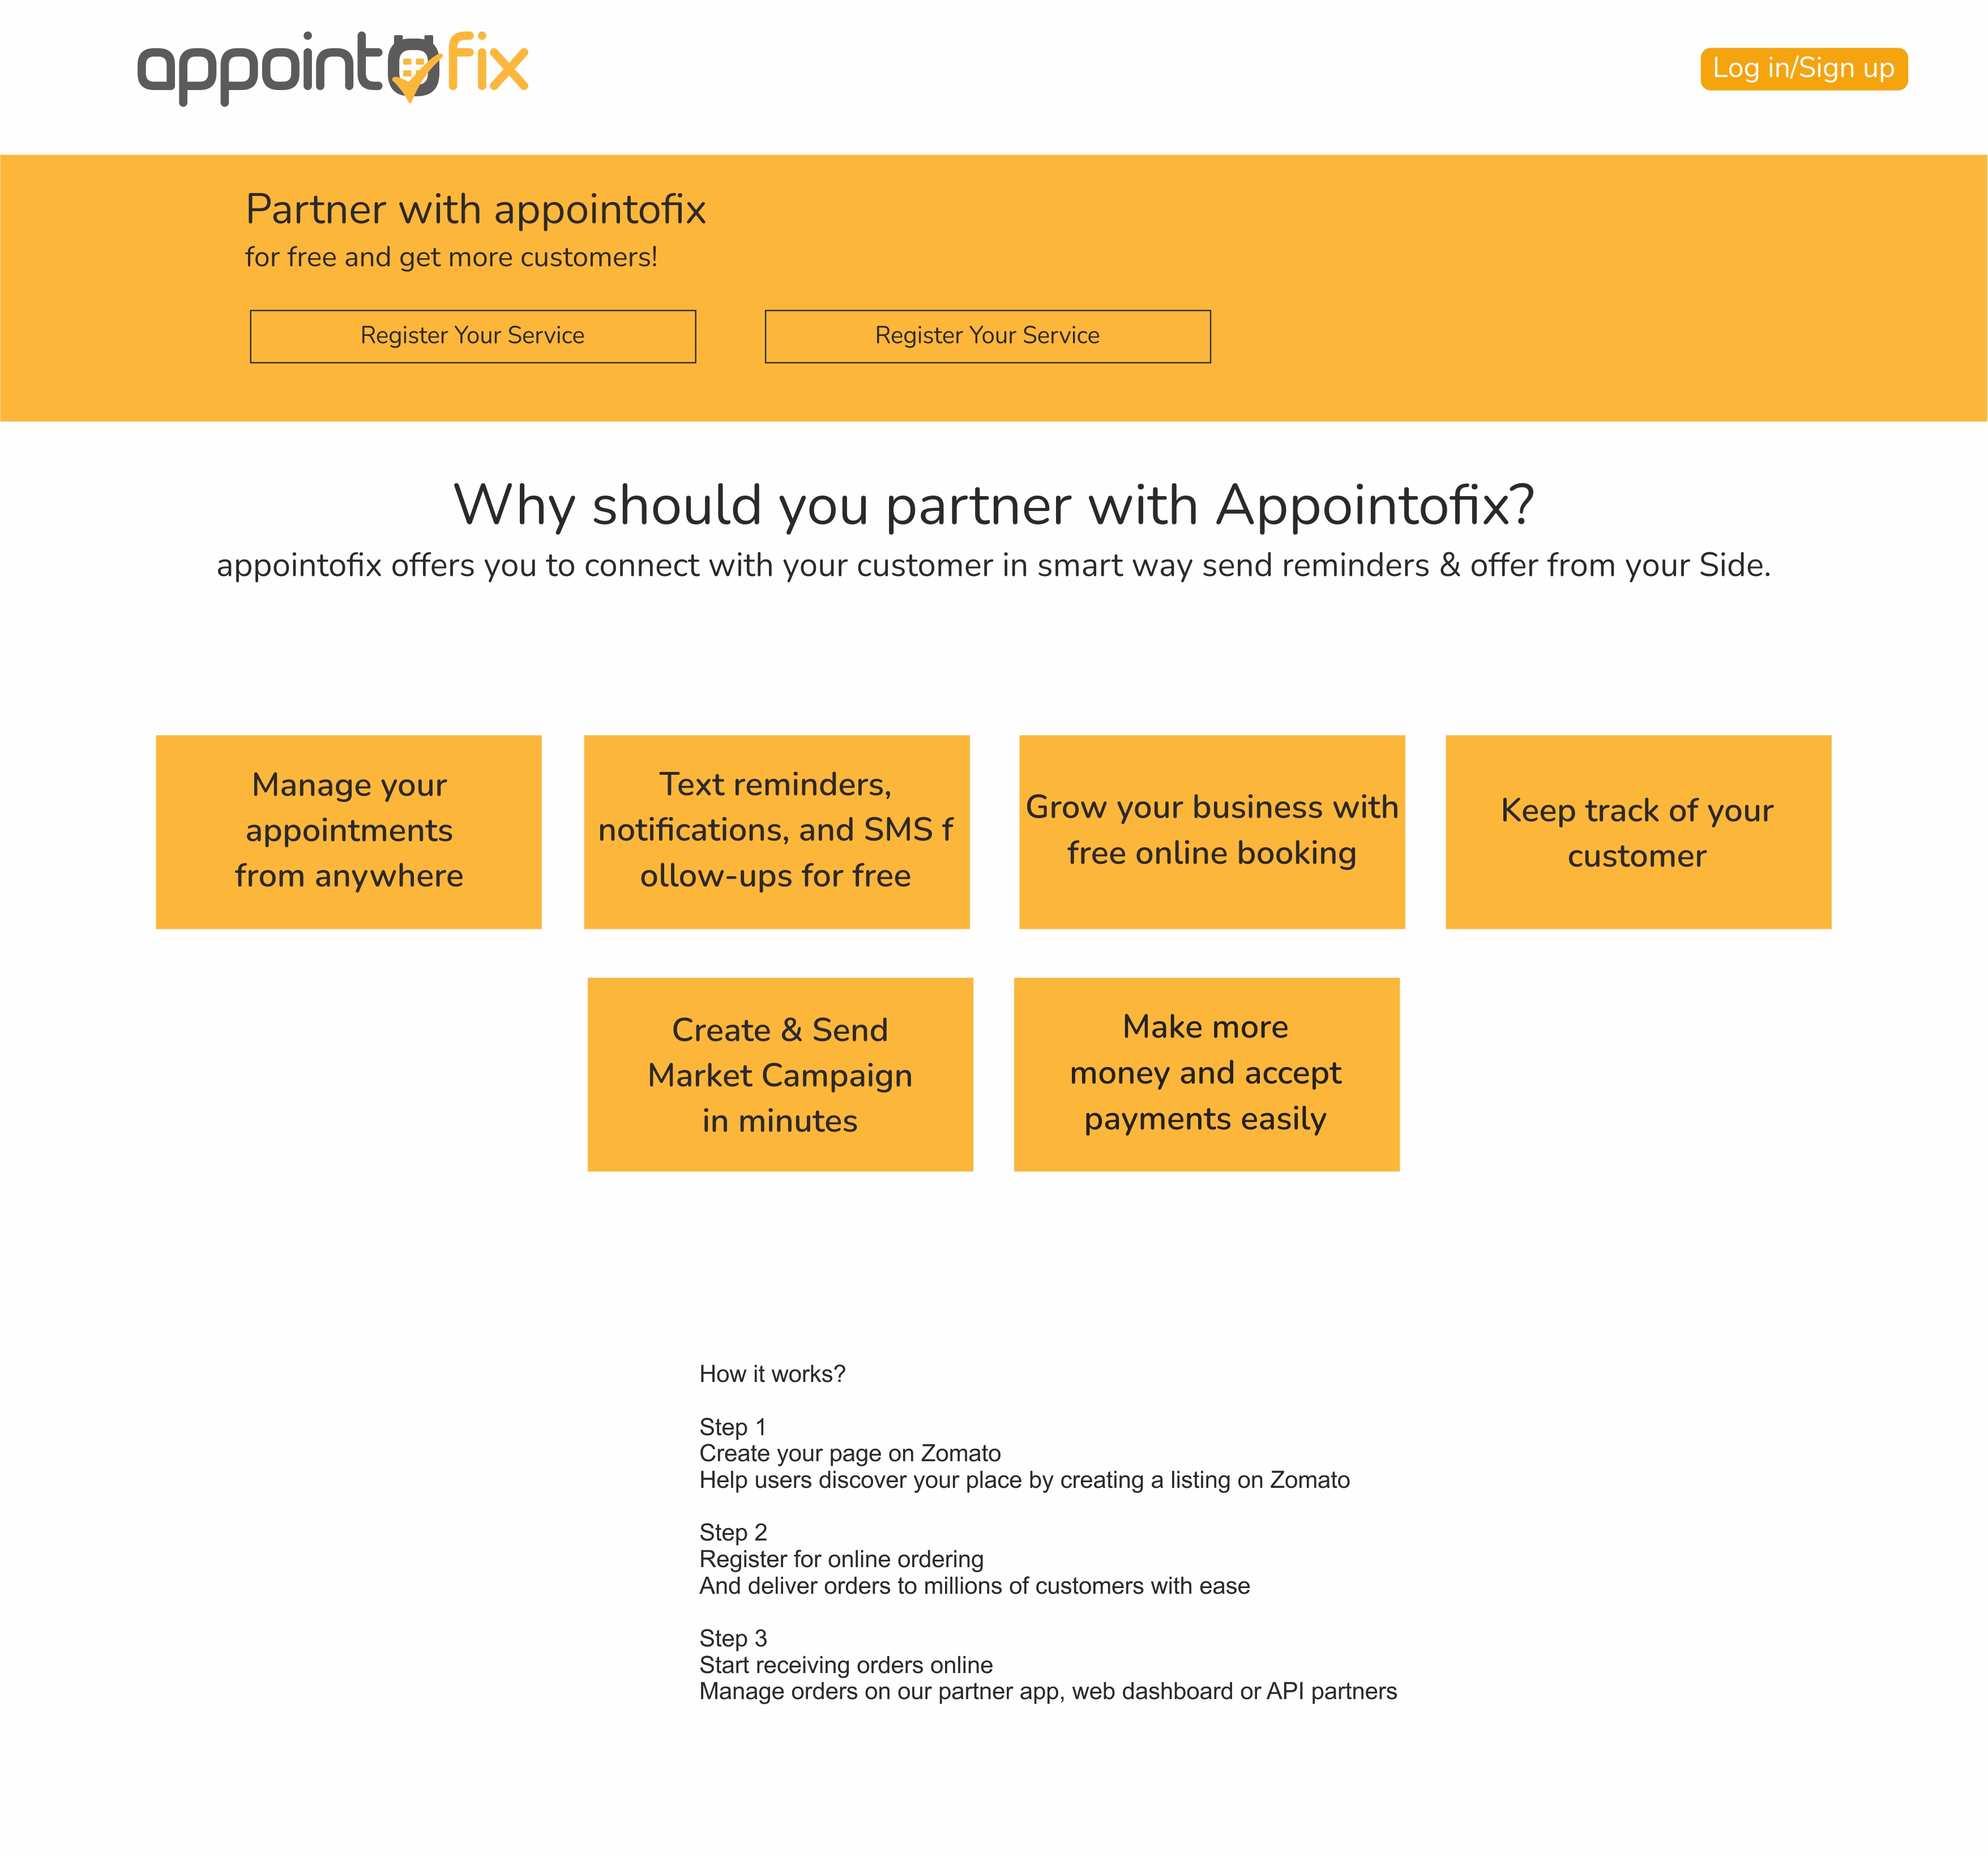 appointofix
Log in/Sign up
Partner with appointofix
for free and get more customers!
Register Your Service
Register Your Service
Why should you partner with Appointofix?
appointofix offers you to connect with your customer in smart way send reminders & offer from your Side.
Manage your
appointments
from anywhere
Text reminders,
notifications, and SMS f
ollow-ups for free
Grow your business with
free online booking
Keep track of your
customer
Create & Send
Market Campaign
in minutes
Make more
money and accept
payments easily
How it works?
Step 1
Create your page on Zomato
Help users discover your place by creating a listing on Zomato
Step 2
Register for online ordering
And deliver orders to millions of customers with ease
Step 3
Start receiving orders online
Manage orders on our partner app, web dashboard or API partners